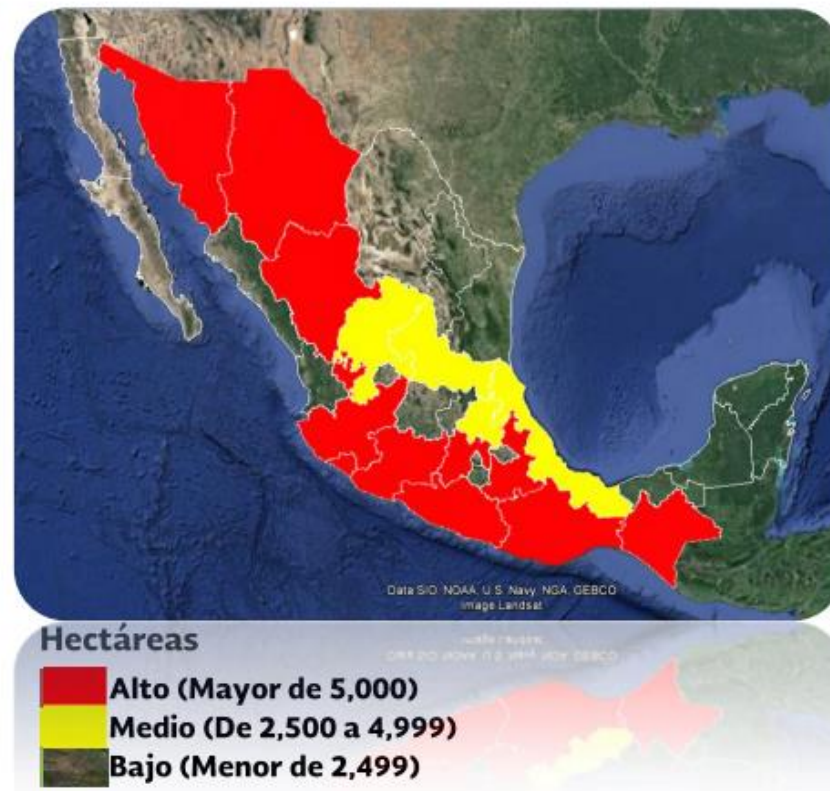 Data SIO, NOAA, U.S. Navy, NGA, GEBCO
Image Landsat
Hectáreas
Alto (Mayor de 5,000)
Medio (De 2,500 a 4,999)
Bajo (Menor de 2,499)